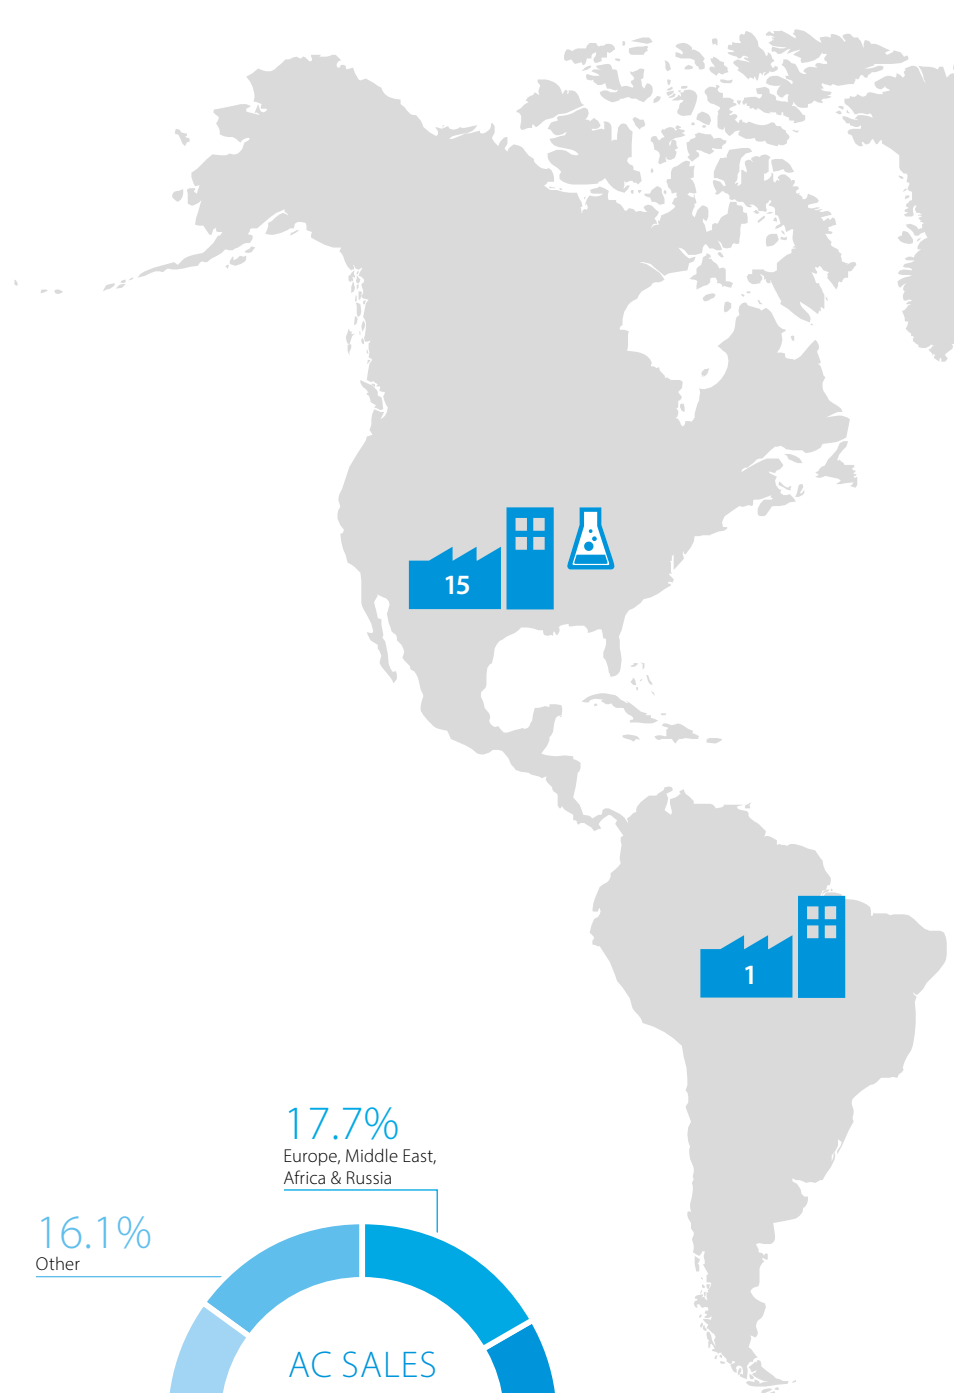 15
1
17.7%
Europe, Middle East,
Africa & Russia
16.1%
Other
AC SALES